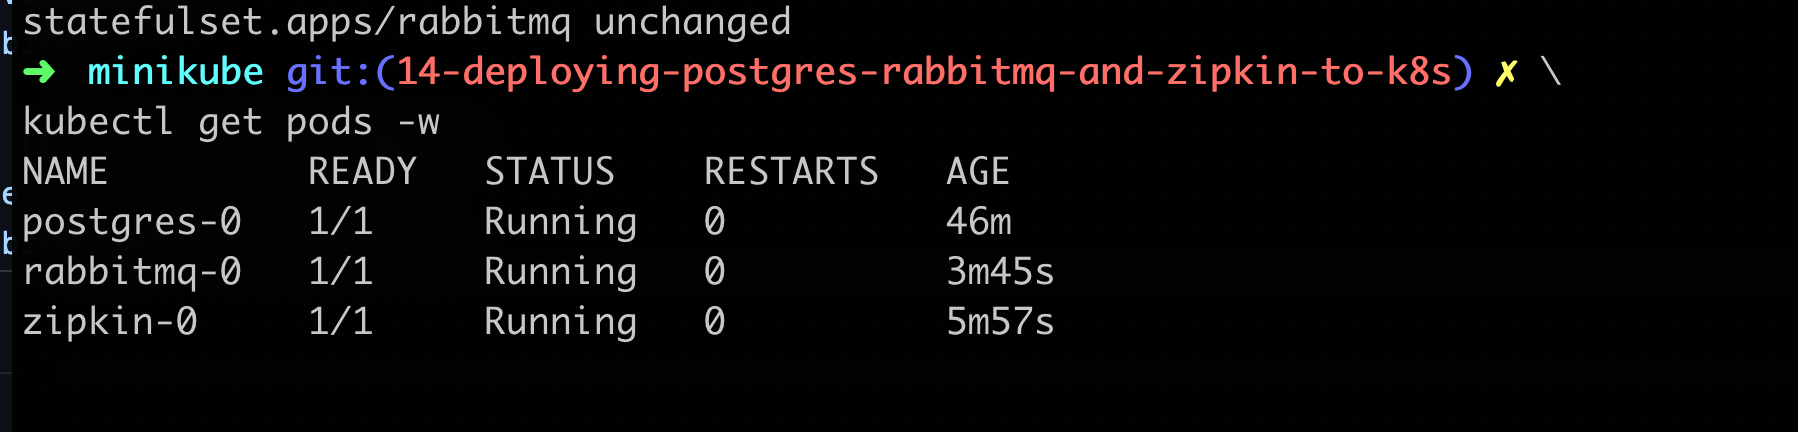 statefulset.apps/rabbitmq unchanged
➜  minikube git:(14-deploying-postgres-rabbitmq-and-zipkin-to-k8s) ✗ \
kubectl get pods -w
NAME         READY   STATUS    RESTARTS   AGE
postgres-0   1/1     Running   0          46m
rabbitmq-0   1/1     Running   0          3m45s
zipkin-0     1/1     Running   0          5m57s